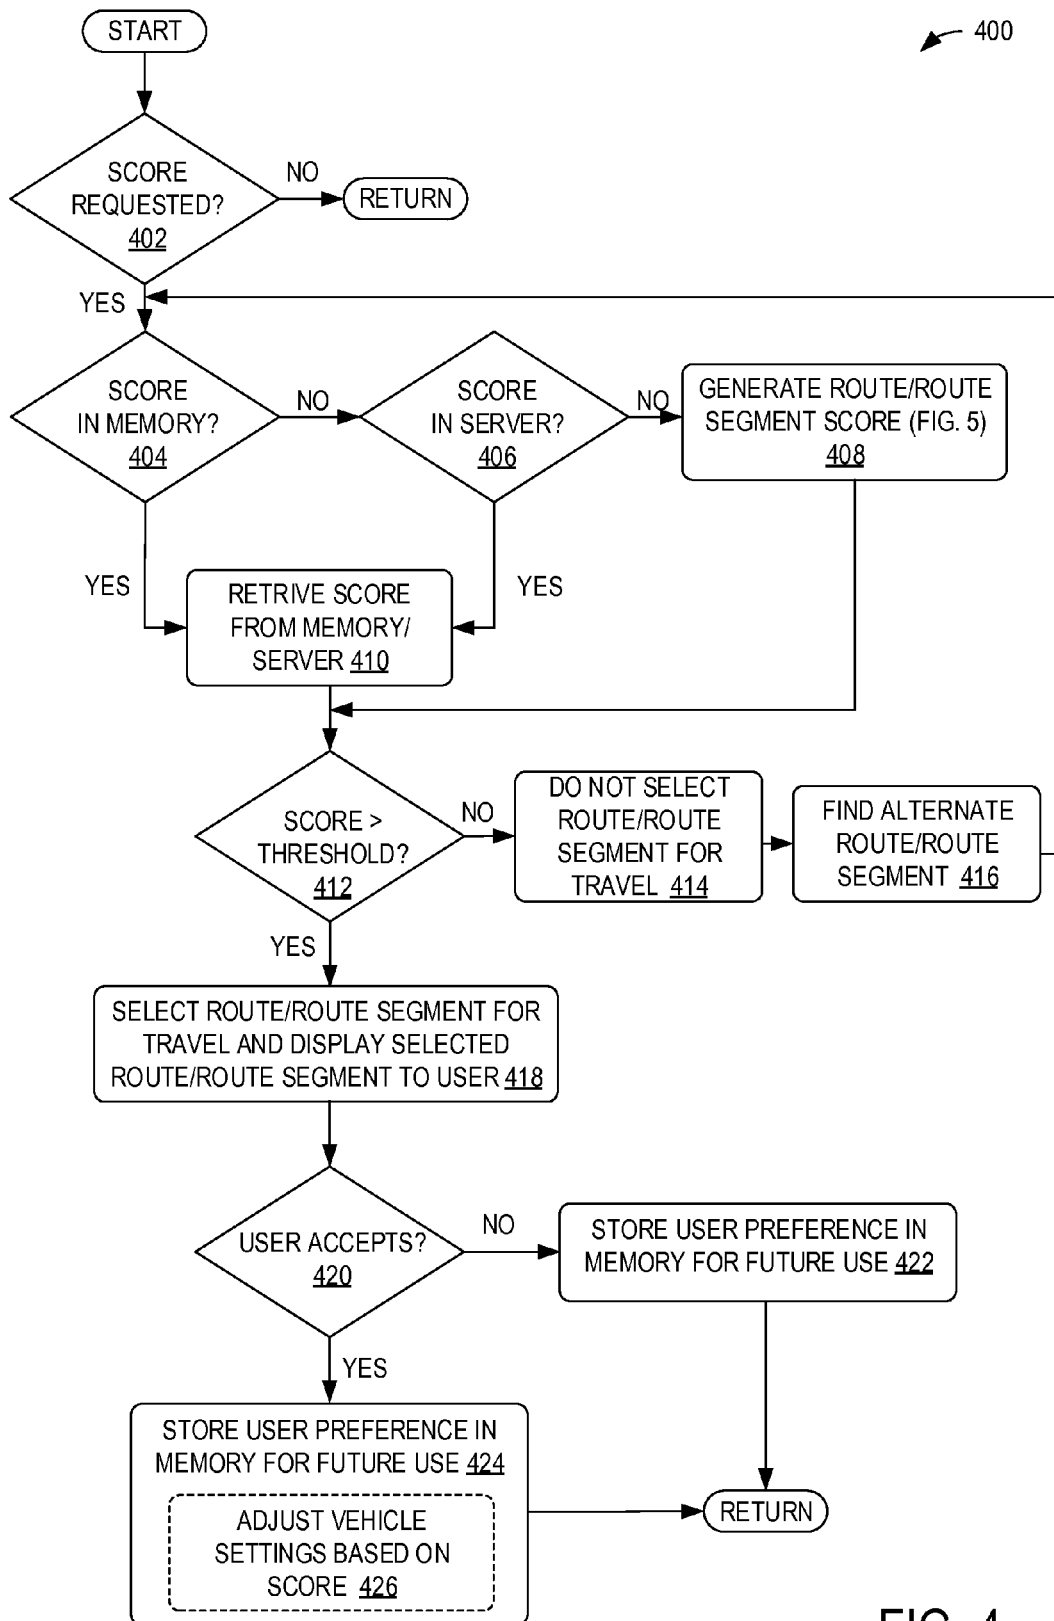 START
400
SCORE
REQUESTED?
402
NO
RETURN
YES
SCORE
IN MEMORY?
404
NO
SCORE
IN SERVER?
406
NO
GENERATE ROUTE/ROUTE
SEGMENT SCORE (FIG. 5)
408
YES
RETRIVE SCORE
FROM MEMORY/
SERVER 410
YES
SCORE >
THRESHOLD?
412
NO
DO NOT SELECT
ROUTE/ROUTE
SEGMENT FOR
TRAVEL 414
FIND ALTERNATE
ROUTE/ROUTE
SEGMENT 416
YES
SELECT ROUTE/ROUTE SEGMENT FOR
TRAVEL AND DISPLAY SELECTED
ROUTE/ROUTE SEGMENT TO USER 418
USER ACCEPTS?
420
NO
STORE USER PREFERENCE IN
MEMORY FOR FUTURE USE 422
YES
STORE USER PREFERENCE IN
MEMORY FOR FUTURE USE 424
ADJUST VEHICLE
SETTINGS BASED ON
SCORE 426
RETURN
FIG. 4